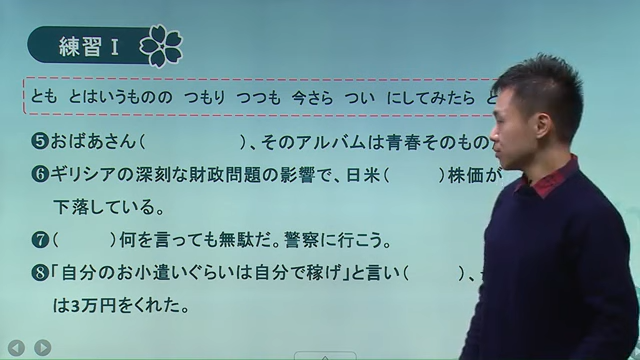 練習Ⅰ
とも とはいうものの つもり つつも 今さら つい にしてみたら
❺おばあさん(　　　　　)、そのアルバムは青春そのもの
❻ギリシアの深刻な財政問題の影響で、日米(　　　)株価が
下落している。
❼(　　　)何を言っても無駄だ。警察に行こう。
❽「自分のお小遣いぐらいは自分で稼げ」と言い(　　　)、
は3万円をくれた。